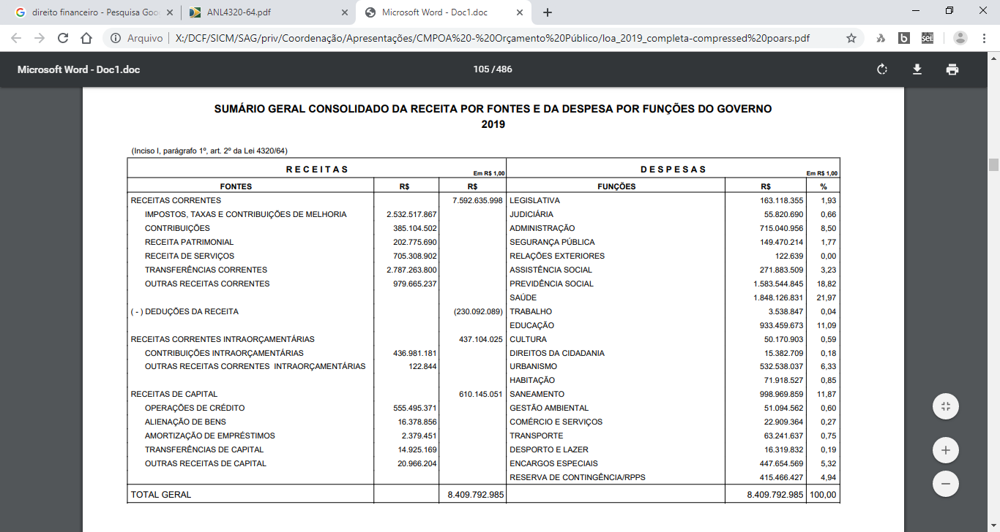 direito financeiro - Pesquisa Goo
ANL4320-64.pdf
Microsoft Word - Doc1.doc
Arquivo | X:/DCF/SICM/SAG/priv/Coordenação/Apresentações/CMPOA%20-%20Orçamento%20Público/loa_2019_completa-compressed%20poars.pdf
b
sei!
Microsoft Word - Doc1.doc 105 / 486
SUMÁRIO GERAL CONSOLIDADO DA RECEITA POR FONTES E DA DESPESA POR FUNÇÕES DO GOVERNO
2019
(Inciso I, parágrafo 1º, art. 2º da Lei 4320/64)
RECEITAS Em R$ 1,00 DESPESAS Em R$ 1,00
FONTES R$ R$ FUNÇÕES R$ %
RECEITAS CORRENTES 7.592.635.998 LEGISLATIVA 163.118.355 1,93
IMPOSTOS, TAXAS E CONTRIBUIÇÕES DE MELHORIA 2.532.517.867 JUDICIÁRIA 55.820.690 0,66
CONTRIBUIÇÕES 385.104.502 ADMINISTRAÇÃO 715.040.956 8,50
RECEITA PATRIMONIAL 202.775.690 SEGURANÇA PÚBLICA 149.470.214 1,77
RECEITA DE SERVIÇOS 705.308.902 RELAÇÕES EXTERIORES 122.639 0,00
TRANSFERÊNCIAS CORRENTES 2.787.263.800 ASSISTÊNCIA SOCIAL 271.883.509 3,23
OUTRAS RECEITAS CORRENTES 979.665.237 PREVIDÊNCIA SOCIAL 1.583.544.845 18,82
SAÚDE 1.848.126.831 21,97
( - ) DEDUÇÕES DA RECEITA (230.092.089) TRABALHO 3.538.847 0,04
EDUCAÇÃO 933.459.673 11,09
RECEITAS CORRENTES INTRAORÇAMENTÁRIAS 437.104.025 CULTURA 50.170.903 0,59
CONTRIBUIÇÕES INTRAORÇAMENTÁRIAS 436.981.181 DIREITOS DA CIDADANIA 15.382.709 0,18
OUTRAS RECEITAS CORRENTES INTRAORÇAMENTÁRIAS 122.844 URBANISMO 532.538.037 6,33
HABITAÇÃO 71.918.527 0,85
RECEITAS DE CAPITAL 610.145.051 SANEAMENTO 998.969.859 11,87
OPERAÇÕES DE CRÉDITO 555.495.371 GESTÃO AMBIENTAL 51.094.562 0,60
ALIENAÇÃO DE BENS 16.378.856 COMÉRCIO E SERVIÇOS 22.909.364 0,27
AMORTIZAÇÃO DE EMPRÉSTIMOS 2.379.451 TRANSPORTE 63.241.637 0,75
TRANSFERÊNCIAS DE CAPITAL 14.925.169 DESPORTO E LAZER 16.319.832 0,19
OUTRAS RECEITAS DE CAPITAL 20.966.204 ENCARGOS ESPECIAIS 447.654.569 5,32
RESERVA DE CONTINGÊNCIA/RPPS 415.466.427 4,94
TOTAL GERAL 8.409.792.985 8.409.792.985 100,00